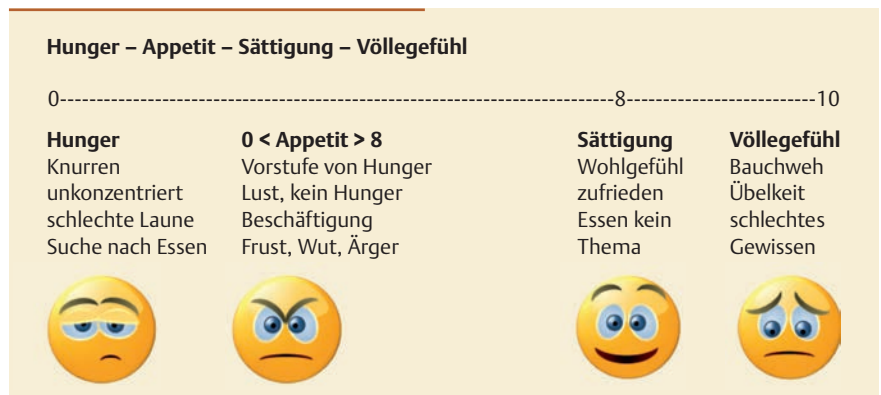 Hunger – Appetit – Sättigung – Völlegefühl
0----------------------------------------------------------------------------8--------------------------10
Hunger
Knurren
unkonzentriert
schlechte Laune
Suche nach Essen
0 < Appetit > 8
Vorstufe von Hunger
Lust, kein Hunger
Beschäftigung
Frust, Wut, Ärger
Sättigung
Wohlgefühl
zufrieden
Essen kein
Thema
Völlegefühl
Bauchweh
Übelkeit
schlechtes
Gewissen